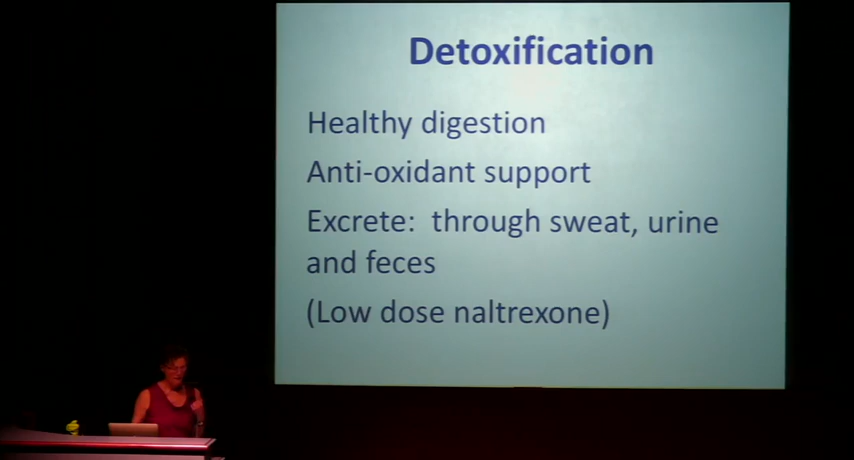 Detoxification
Healthy digestion
Anti-oxidant support
Excrete:  through sweat, urine
and feces
(Low dose naltrexone)